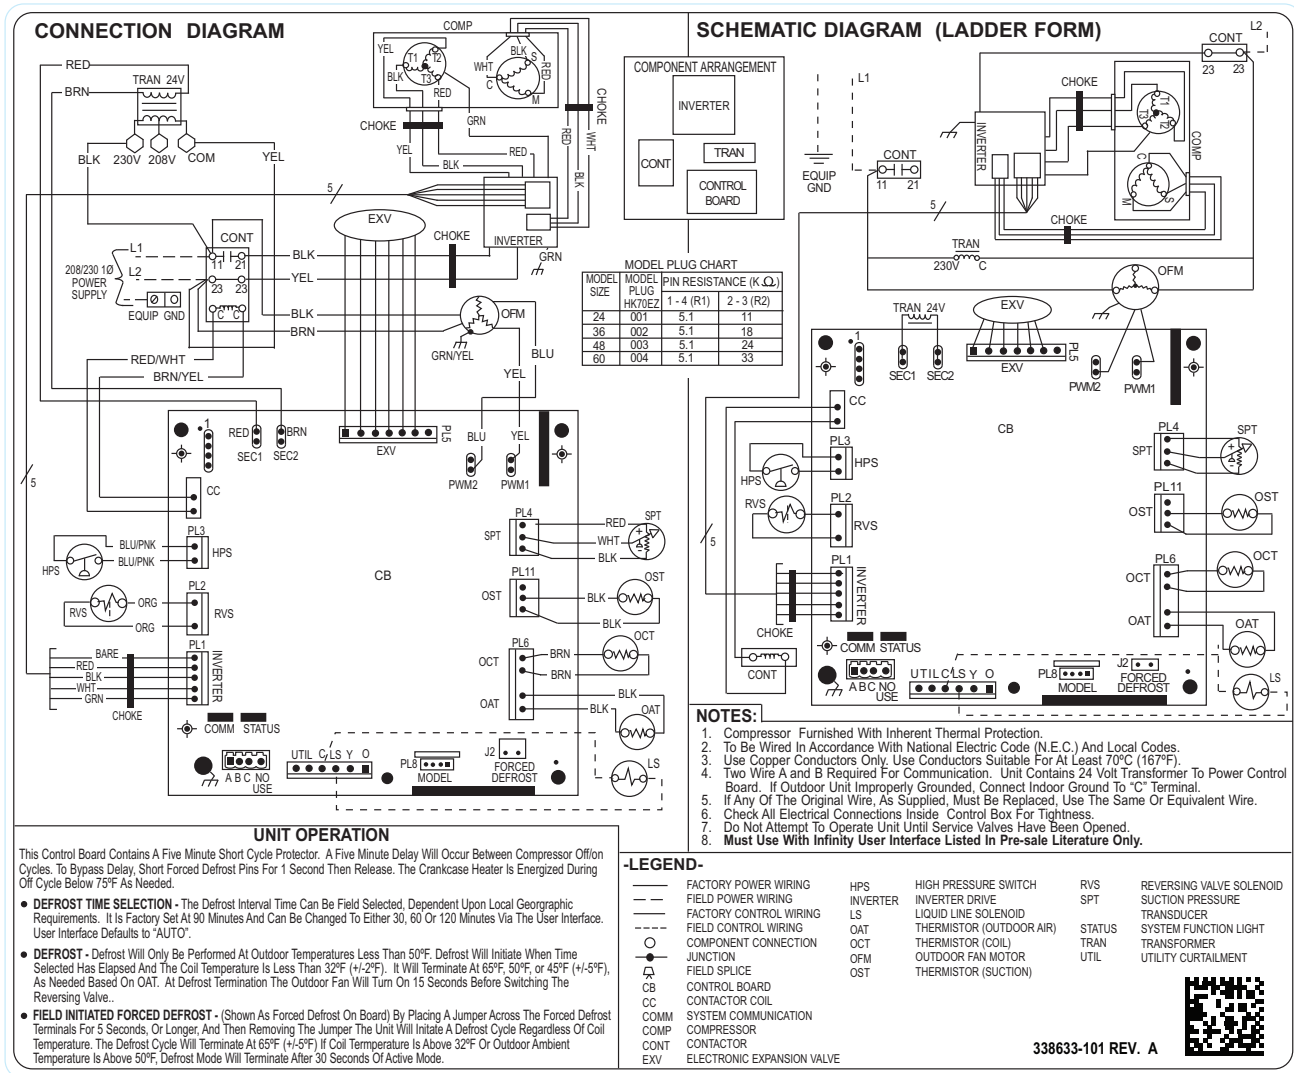 CONNECTION DIAGRAM
RED
TRAN 24V
BRN
BLK
230V
208V
COM
YEL
5
COMP
YEL
T1
T2
BLK
T3
RED
GRN
CHOKE
YEL
BLK
RED
BLK
S
WHT
RED
C
M
CHOKE
RED
WHT
BLK
INVERTER
GRN
EXV
CHOKE
CONT
L1
11
21
208/230 1Ø
POWER
SUPPLY
L2
23
23
C
C
EQUIP GND
BLK
YEL
BLK
BRN
OFM
GRN/YEL
BLU
YEL
RED/WHT
BRN/YEL
1
RED
BRN
SEC1
SEC2
EXV
PL5
BLU
YEL
PWM2
PWM1
5
CC
PL3
BLU/PNK
HPS
BLU/PNK
HPS
PL2
ORG
RVS
RVS
ORG
PL1
BARE
RED
BLK
WHT
GRN
INVERTER
CHOKE
COMM
STATUS
CB
PL4
SPT
RED
WHT
BLK
SPT
PL11
OST
OST
BLK
BLK
PL6
OCT
OCT
BRN
BRN
OAT
BLK
OAT
BLK
A B C NO
USE
UTIL C LS Y O
PL8
MODEL
J2
FORCED
DEFROST
LS
COMPONENT ARRANGEMENT
INVERTER
CONT
TRAN
CONTROL
BOARD
MODEL PLUG CHART
MODEL SIZE
MODEL PLUG HK70EZ
PIN RESISTANCE (K Ω)
1 - 4 (R1)
2 - 3 (R2)
24 001 5.1 11
36 002 5.1 18
48 003 5.1 24
60 004 5.1 33
SCHEMATIC DIAGRAM (LADDER FORM)
L2
CONT
23
23
L1
CHOKE
T1
T3
T2
INVERTER
COMP
C
M
S
EQUIP
GND
CONT
11
21
5
CHOKE
TRAN
230V
C
OFM
TRAN 24V
EXV
1
SEC1
SEC2
EXV
PL5
PWM2
PWM1
CC
CB
PL3
HPS
HPS
PL2
RVS
RVS
5
PL1
INVERTER
CHOKE
CONT
PL4
SPT
SPT
PL11
OST
OST
PL6
OCT
OCT
OAT
OAT
COMM STATUS
A B C NO
USE
UTIL C LS Y O
PL8
MODEL
J2
FORCED
DEFROST
LS
NOTES:
1. Compressor Furnished With Inherent Thermal Protection.
2. To Be Wired In Accordance With National Electric Code (N.E.C.) And Local Codes.
3. Use Copper Conductors Only. Use Conductors Suitable For At Least 70ºC (167ºF).
4. Two Wire A and B Required For Communication. Unit Contains 24 Volt Transformer To Power Control
Board. If Outdoor Unit Improperly Grounded, Connect Indoor Ground To “C” Terminal.
5. If Any Of The Original Wire, As Supplied, Must Be Replaced, Use The Same Or Equivalent Wire.
6. Check All Electrical Connections Inside Control Box For Tightness.
7. Do Not Attempt To Operate Unit Until Service Valves Have Been Opened.
8. Must Use With Infinity User Interface Listed In Pre-sale Literature Only.
UNIT OPERATION
This Control Board Contains A Five Minute Short Cycle Protector. A Five Minute Delay Will Occur Between Compressor Off/on
Cycles. To Bypass Delay, Short Forced Defrost Pins For 1 Second Then Release. The Crankcase Heater Is Energized During
Off Cycle Below 75ºF As Needed.
● DEFROST TIME SELECTION - The Defrost Interval Time Can Be Field Selected, Dependent Upon Local Georgraphic
Requirements. It Is Factory Set At 90 Minutes And Can Be Changed To Either 30, 60 Or 120 Minutes Via The User Interface.
User Interface Defaults to “AUTO”.
● DEFROST - Defrost Will Only Be Performed At Outdoor Temperatures Less Than 50ºF. Defrost Will Initiate When Time
Selected Has Elapsed And The Coil Temperature Is Less Than 32ºF (+/-2ºF). It Will Terminate At 65ºF, 50ºF, or 45ºF (+/-5ºF),
As Needed Based On OAT. At Defrost Termination The Outdoor Fan Will Turn On 15 Seconds Before Switching The
Reversing Valve..
● FIELD INITIATED FORCED DEFROST - (Shown As Forced Defrost On Board) By Placing A Jumper Across The Forced Defrost
Terminals For 5 Seconds, Or Longer, And Then Removing The Jumper The Unit Will Initate A Defrost Cycle Regardless Of Coil
Temperature. The Defrost Cycle Will Terminate At 65ºF (+/-5ºF) If Coil Termperature Is Above 32ºF Or Outdoor Ambient
Temperature Is Above 50ºF, Defrost Mode Will Terminate After 30 Seconds Of Active Mode.
-LEGEND-
FACTORY POWER WIRING
FIELD POWER WIRING
FACTORY CONTROL WIRING
FIELD CONTROL WIRING
COMPONENT CONNECTION
JUNCTION
FIELD SPLICE
CB CONTROL BOARD
CC CONTACTOR COIL
COMM SYSTEM COMMUNICATION
COMP COMPRESSOR
CONT CONTACTOR
EXV ELECTRONIC EXPANSION VALVE
HPS HIGH PRESSURE SWITCH
INVERTER INVERTER DRIVE
LS LIQUID LINE SOLENOID
OAT THERMISTOR (OUTDOOR AIR)
OCT THERMISTOR (COIL)
OFM OUTDOOR FAN MOTOR
OST THERMISTOR (SUCTION)
RVS REVERSING VALVE SOLENOID
SPT SUCTION PRESSURE
TRANSDUCER
STATUS SYSTEM FUNCTION LIGHT
TRAN TRANSFORMER
UTIL UTILITY CURTAILMENT
338633-101 REV. A